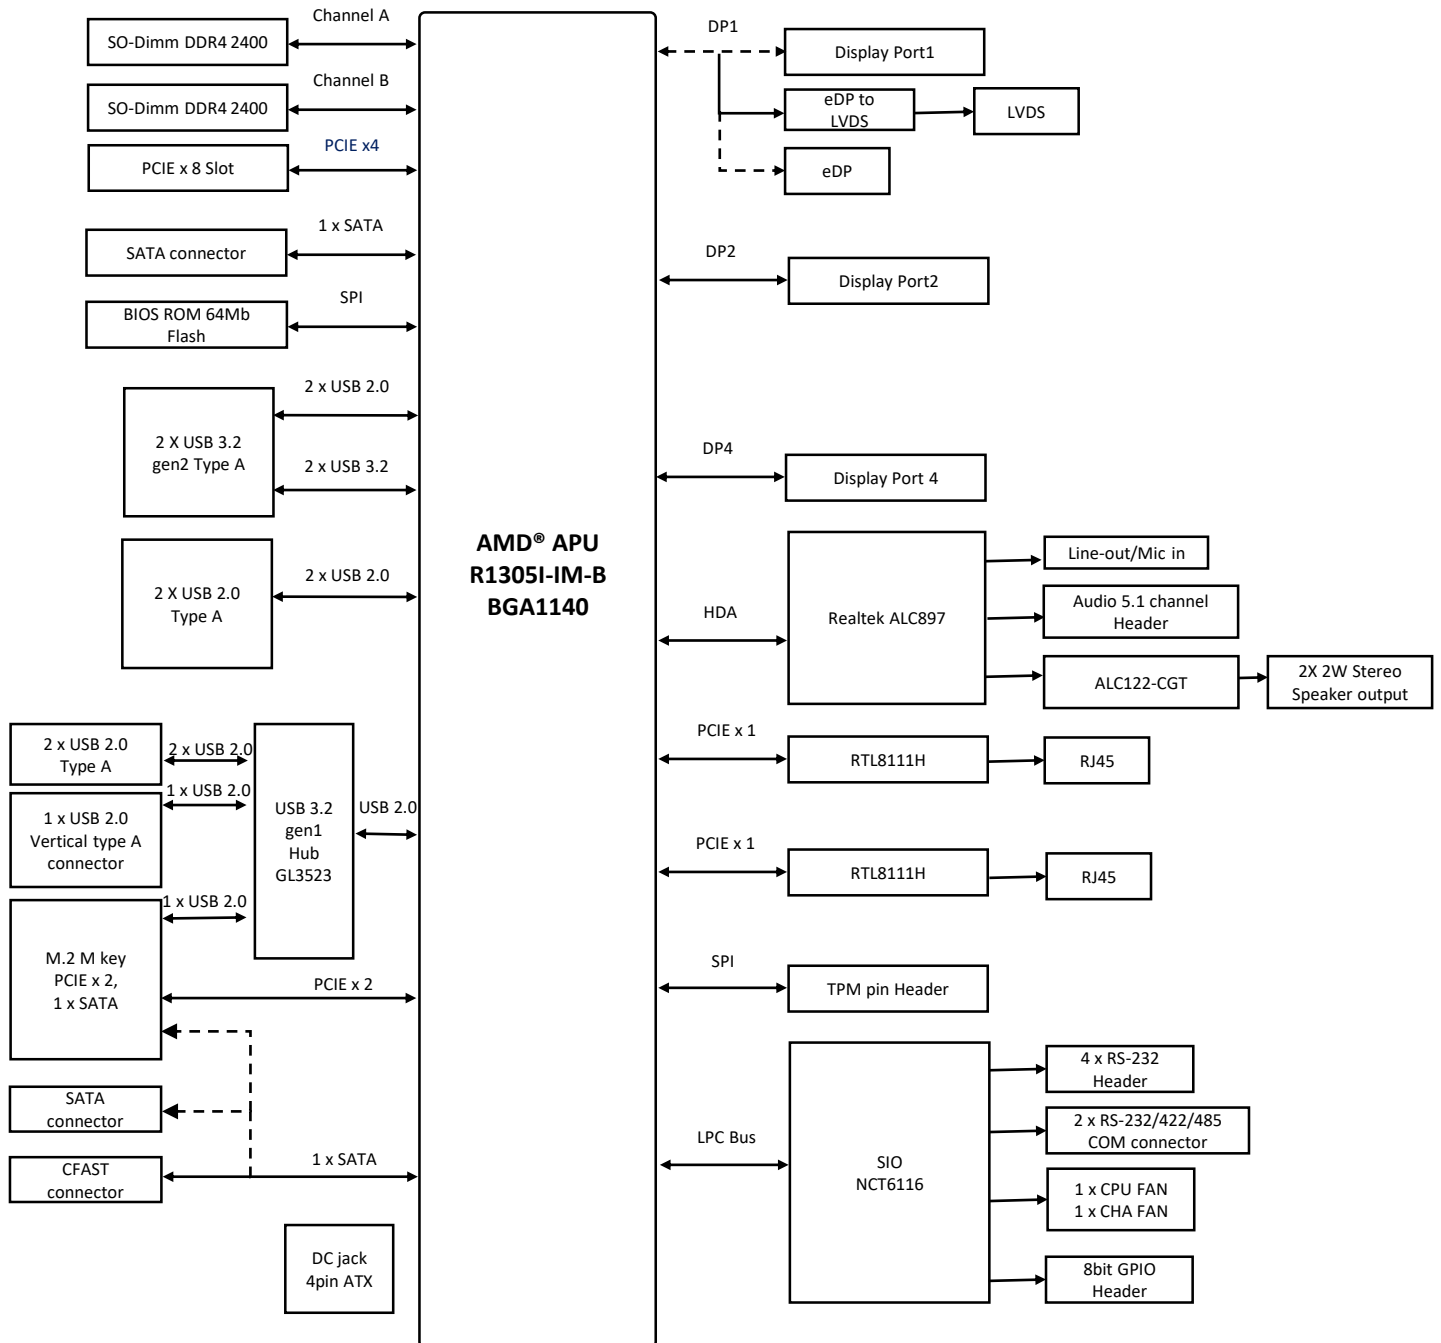 Channel A
SO-Dimm DDR4 2400
Channel B
SO-Dimm DDR4 2400
PCIE x4
PCIE x 8 Slot
1 x SATA
SATA connector
SPI
BIOS ROM 64Mb
Flash
2 x USB 2.0
2 X USB 3.2
gen2 Type A
2 x USB 3.2
2 x USB 2.0
2 X USB 2.0
Type A
2 x USB 2.0
Type A
2 x USB 2.0
1 x USB 2.0
1 x USB 2.0
Vertical type A
connector
USB 3.2
gen1
Hub
GL3523
USB 2.0
1 x USB 2.0
M.2 M key
PCIE x 2,
1 x SATA
PCIE x 2
SATA
connector
CFAST
connector
1 x SATA
DC jack
4pin ATX
AMD® APU
R1305I-IM-B
BGA1140
DP1
Display Port1
eDP to
LVDS
LVDS
eDP
DP2
Display Port2
DP4
Display Port 4
HDA
Realtek ALC897
Line-out/Mic in
Audio 5.1 channel
Header
ALC122-CGT
2X 2W Stereo
Speaker output
PCIE x 1
RTL8111H
RJ45
PCIE x 1
RTL8111H
RJ45
SPI
TPM pin Header
LPC Bus
SIO
NCT6116
4 x RS-232
Header
2 x RS-232/422/485
COM connector
1 x CPU FAN
1 x CHA FAN
8bit GPIO
Header